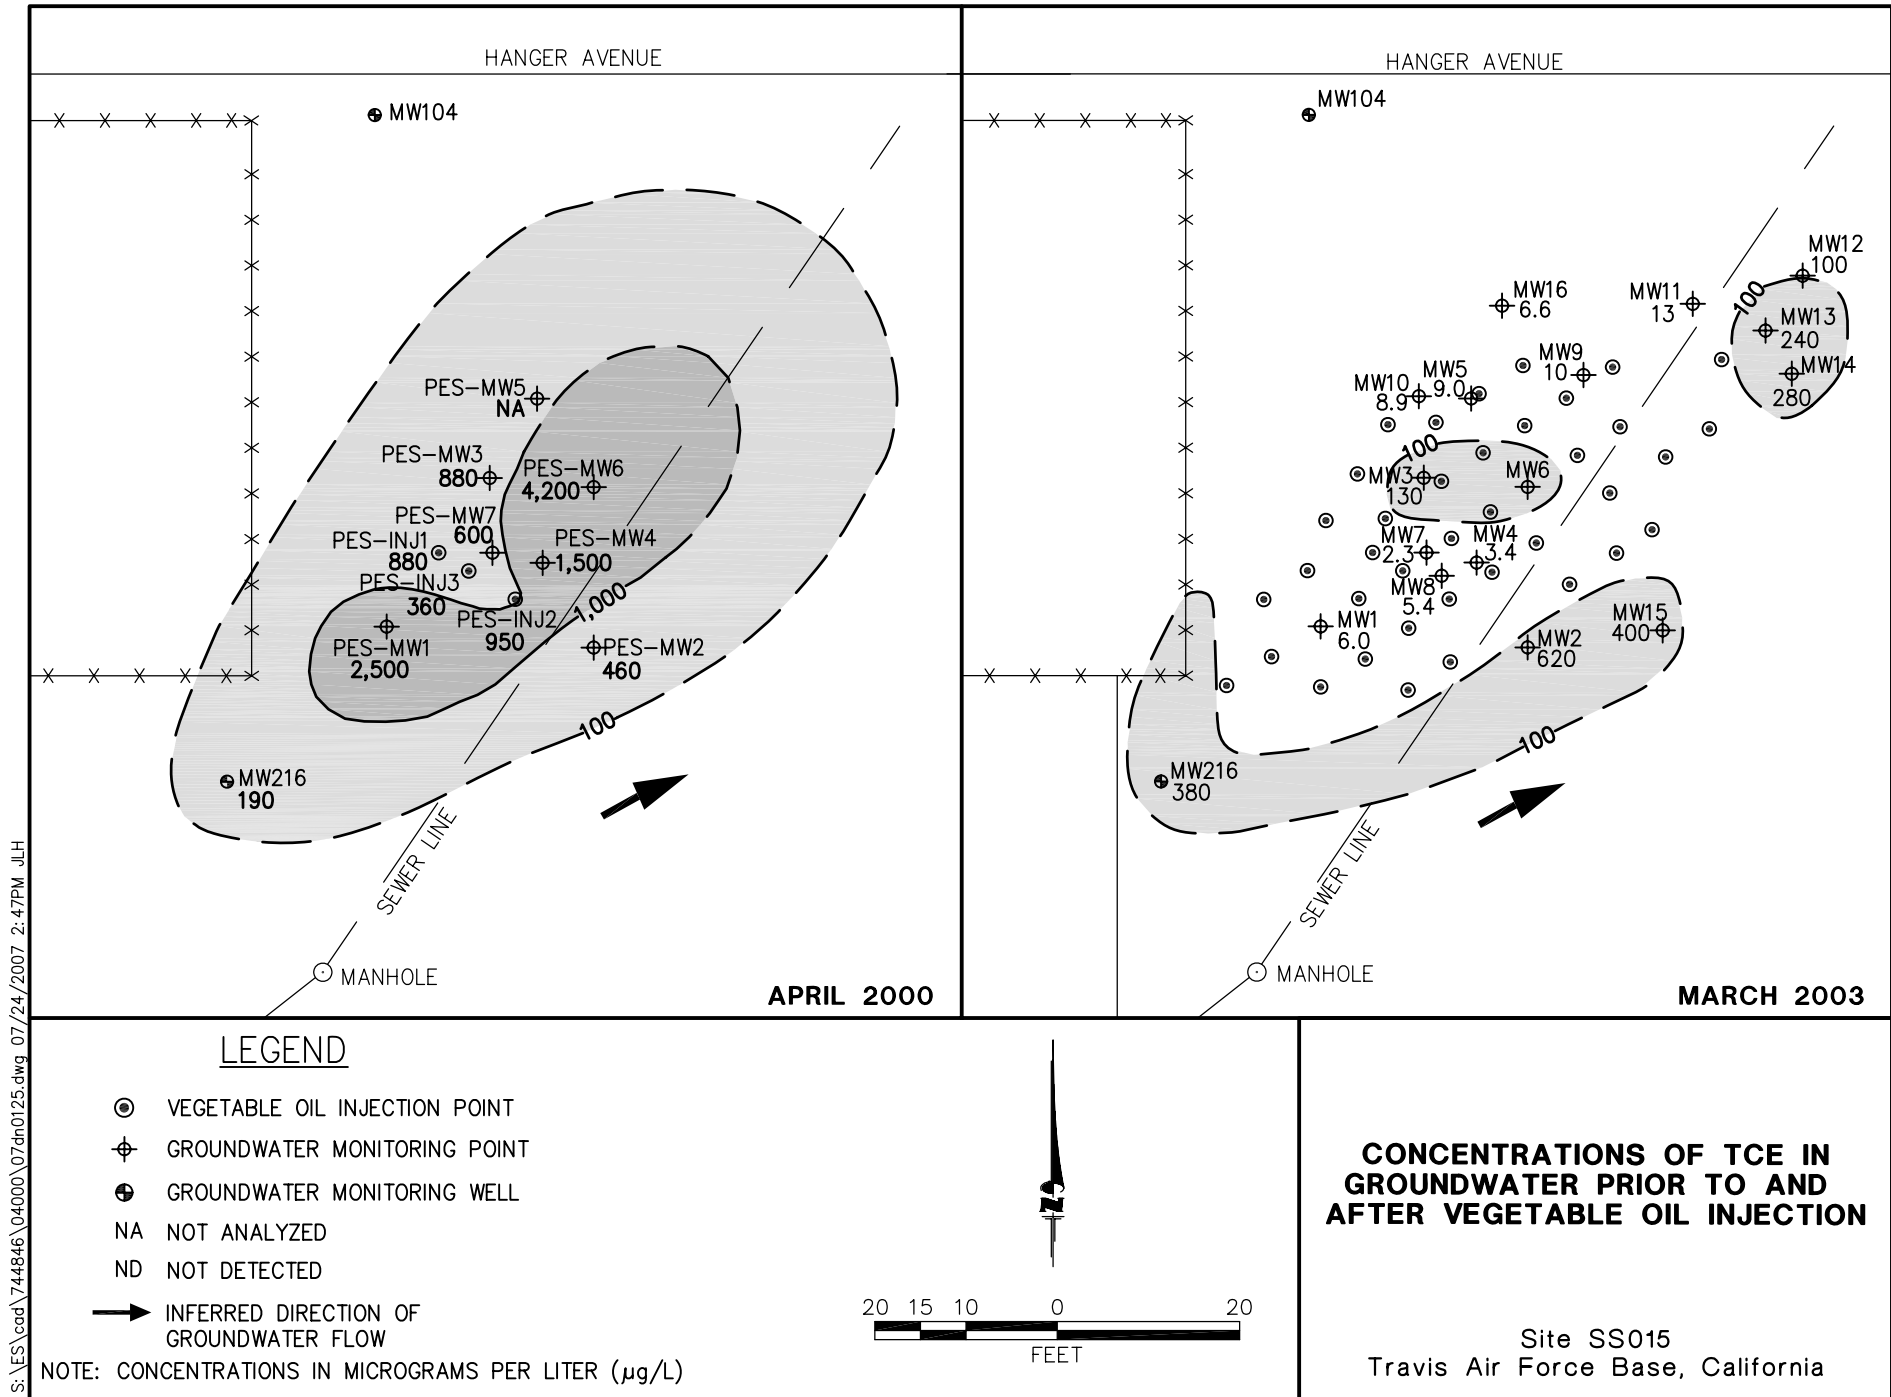 HANGER AVENUE
MW104
PES-MW5
NA
PES-MW3
880
PES-MW6
4,200
PES-MW7
600
PES-INJ1
880
PES-MW4
1,500
PES-INJ3
360
1,000
PES-INJ2
950
PES-MW1
2,500
PES-MW2
460
100
MW216
190
SEWER LINE
MANHOLE
APRIL 2000
HANGER AVENUE
MW104
MW12
100
MW16
6.6
MW11
13
100
MW13
240
MW14
280
MW9
10
MW5
9.0
MW10
8.9
100
MW3
130
MW6
MW7
2.3
MW4
3.4
MW8
5.4
MW1
6.0
MW15
400
MW2
620
100
MW216
380
SEWER LINE
MANHOLE
MARCH 2003
S:\ES\cad\744846\04000\07dn0125.dwg 07/24/2007 2:47PM JLH
LEGEND
VEGETABLE OIL INJECTION POINT
GROUNDWATER MONITORING POINT
GROUNDWATER MONITORING WELL
NA NOT ANALYZED
ND NOT DETECTED
INFERRED DIRECTION OF
GROUNDWATER FLOW
NOTE: CONCENTRATIONS IN MICROGRAMS PER LITER (µg/L)
N
20 15 10 0 20
FEET
CONCENTRATIONS OF TCE IN
GROUNDWATER PRIOR TO AND
AFTER VEGETABLE OIL INJECTION
Site SS015
Travis Air Force Base, California